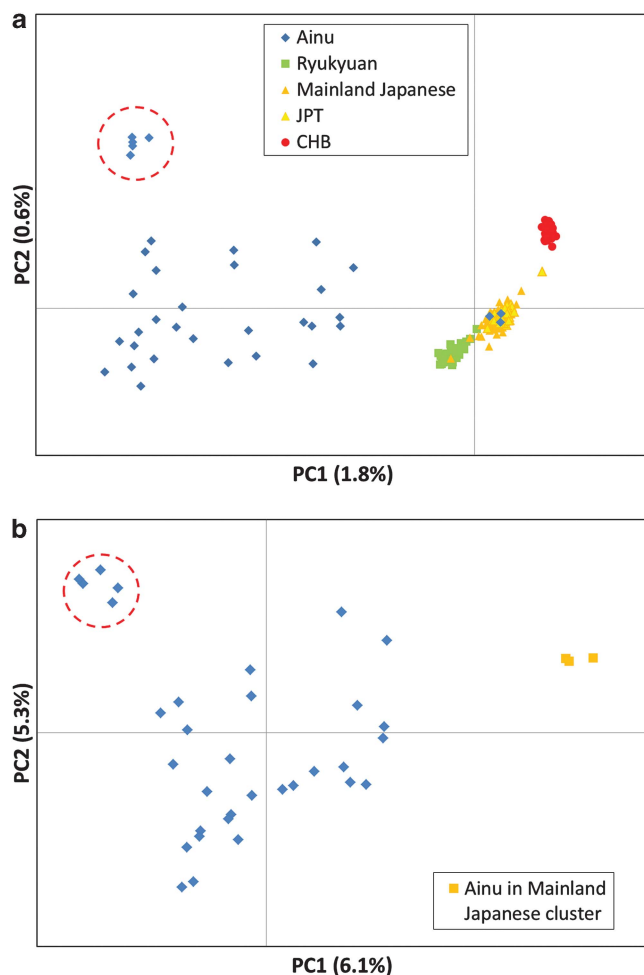 a
Ainu
Ryukyuan
Mainland Japanese
JPT
CHB
PC2 (0.6%)
PC1 (1.8%)
b
PC2 (5.3%)
Ainu in Mainland
Japanese cluster
PC1 (6.1%)